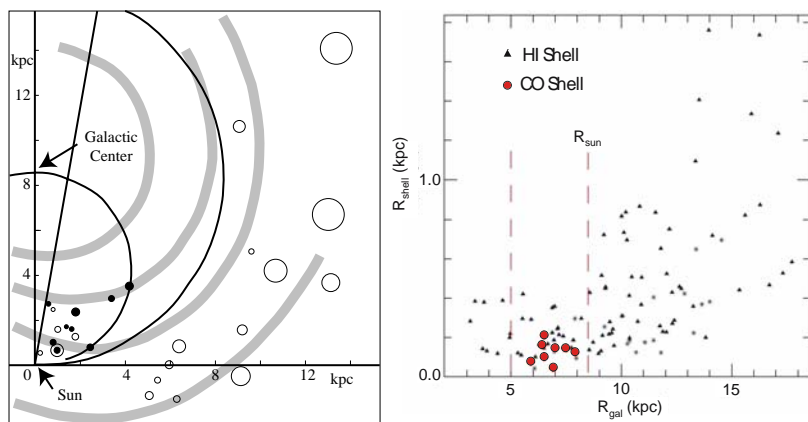 kpc
12
8
4
0
Galactic
Center
Sun
4
8
12
kpc
HI Shell
CO Shell
R_sun
R_shell (kpc)
1.0
0.0
5
10
15
R_gal (kpc)